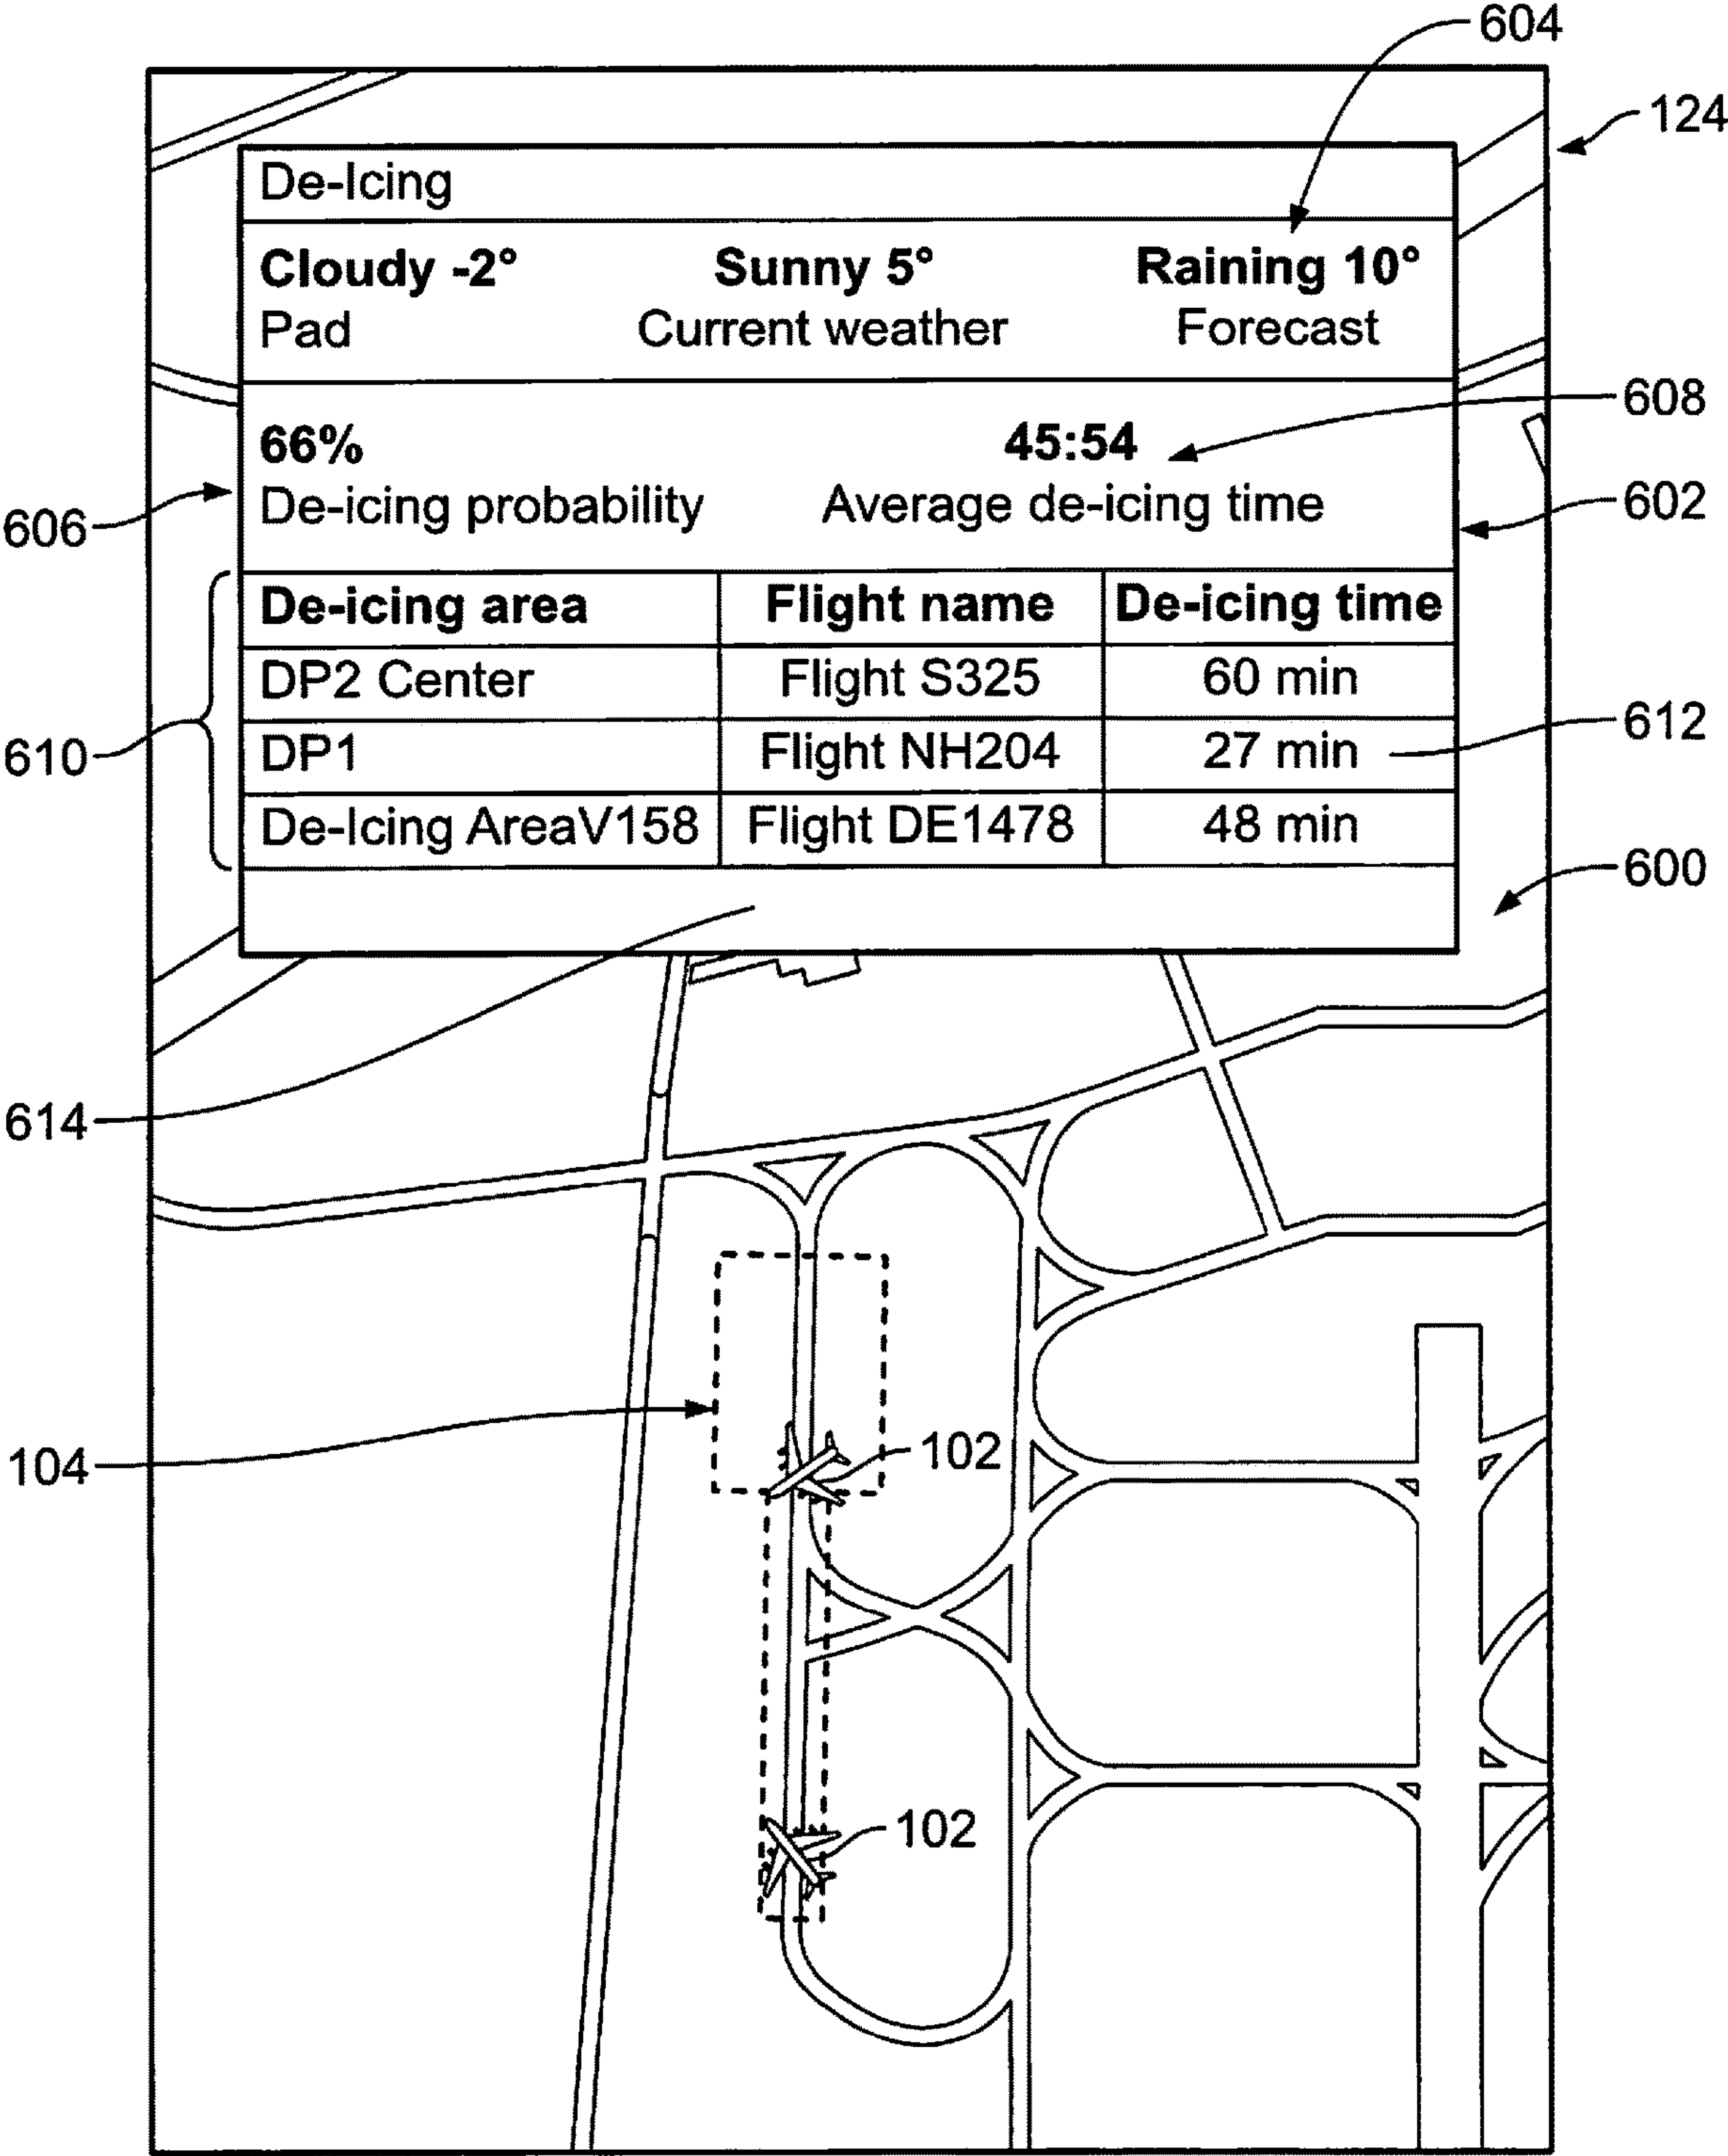 604
124
De-Icing
Cloudy -2° Sunny 5° Raining 10°
Pad Current weather Forecast
608
66% 45:54
606 De-icing probability Average de-icing time 602
De-icing area Flight name De-icing time
DP2 Center Flight S325 60 min
610 DP1 Flight NH204 27 min 612
De-Icing AreaV158 Flight DE1478 48 min
600
614
104 102
102